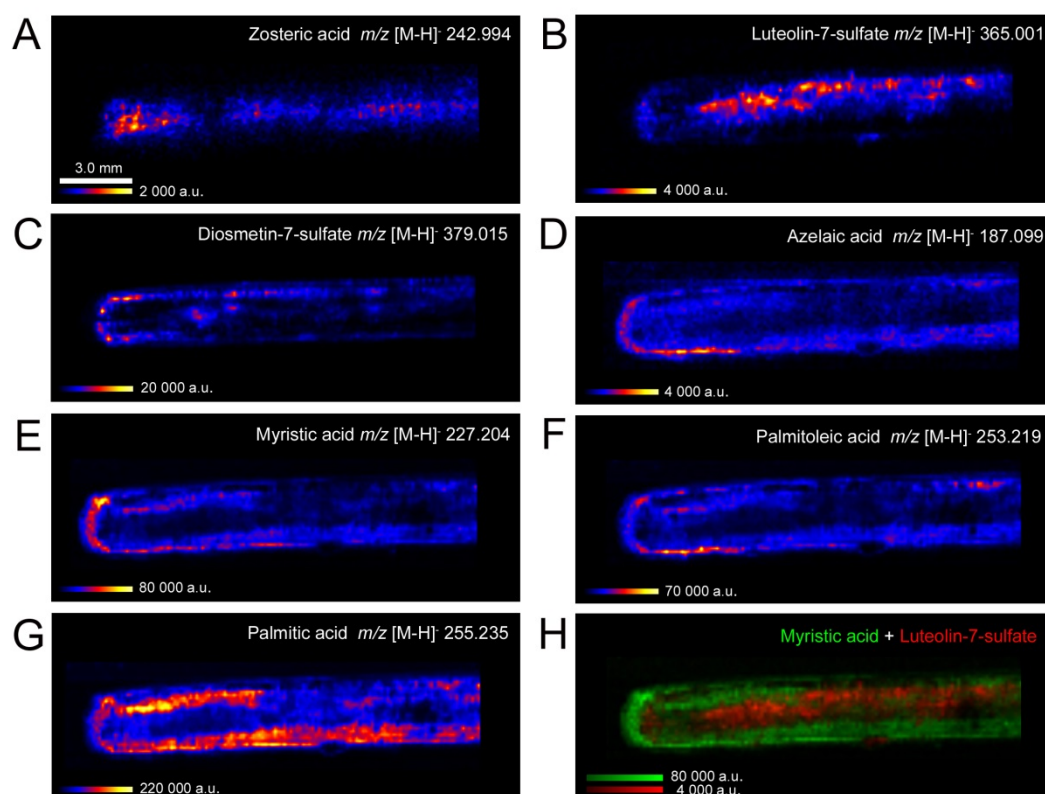 A
Zosteric acid m/z [M-H]- 242.994
3.0 mm
2 000 a.u.
B
Luteolin-7-sulfate m/z [M-H]- 365.001
4 000 a.u.
C
Diosmetin-7-sulfate m/z [M-H]- 379.015
20 000 a.u.
D
Azelaic acid m/z [M-H]- 187.099
4 000 a.u.
E
Myristic acid m/z [M-H]- 227.204
80 000 a.u.
F
Palmitoleic acid m/z [M-H]- 253.219
70 000 a.u.
G
Palmitic acid m/z [M-H]- 255.235
220 000 a.u.
H
Myristic acid + Luteolin-7-sulfate
80 000 a.u.
4 000 a.u.